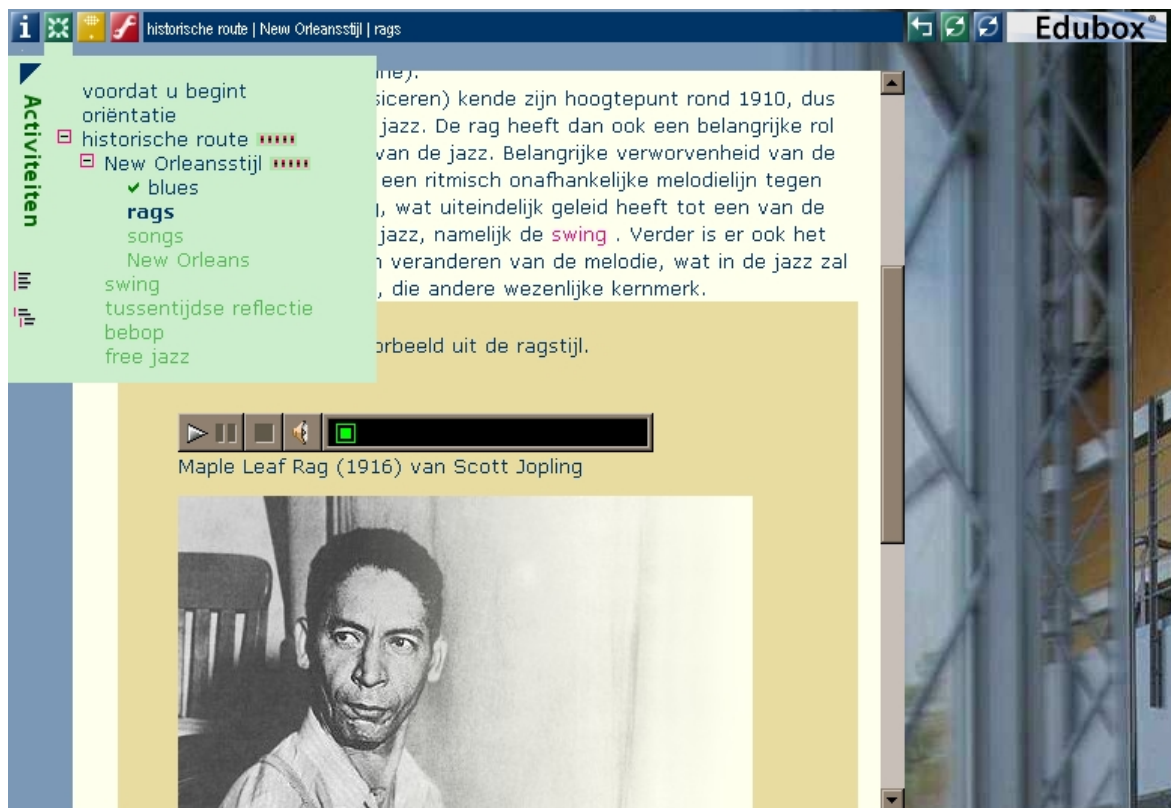 i
historische route | New Orleansstijl | rags
Edubox
Activiteiten
voordat u begint
oriëntatie
historische route
New Orleansstijl
blues
rags
songs
New Orleans
swing
tussentijdse reflectie
bebop
free jazz
ne).
siceren) kende zijn hoogtepunt rond 1910, dus
jazz. De rag heeft dan ook een belangrijke rol
van de jazz. Belangrijke verworvenheid van de
een ritmisch onafhankelijke melodielijn tegen
, wat uiteindelijk geleid heeft tot een van de
jazz, namelijk de swing . Verder is er ook het
n veranderen van de melodie, wat in de jazz zal
, die andere wezenlijke kernmerk.
orbeeld uit de ragstijl.
Maple Leaf Rag (1916) van Scott Jopling